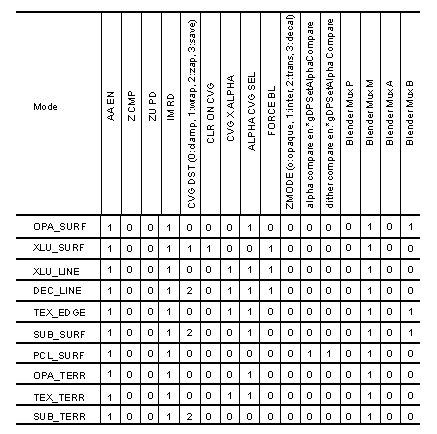 Mode
AA EN
Z CMP
ZU PD
IM RD
CVG DST (0:clamp, 1:wrap, 2:zap, 3:save)
CLR ON CVG
CVG X ALPHA
ALPHA CVG SEL
FORCE BL
ZMODE (o:opaque, 1:inter, 2:trans, 3:decal)
alpha compare en.*gDPSetAlphaCompare
dither compare en.*gDPSetAlpha Compare
Blender Mux P
Blender Mux M
Blender Mux A
Blender Mux B
OPA_SURF 1 0 0 1 0 0 0 1 0 0 0 0 0 1 0 1
XLU_SURF 1 0 0 1 1 1 0 0 1 0 0 0 0 1 0 0
XLU_LINE 1 0 0 1 0 0 1 1 1 0 0 0 0 1 0 0
DEC_LINE 1 0 0 1 2 0 1 1 1 0 0 0 0 1 0 0
TEX_EDGE 1 0 0 1 0 0 1 1 0 0 0 0 0 1 0 1
SUB_SURF 1 0 0 1 2 0 0 1 0 0 0 0 0 1 0 1
PCL_SURF 1 0 0 1 0 0 0 0 0 0 1 1 0 1 0 0
OPA_TERR 1 0 0 1 0 0 0 1 0 0 0 0 0 1 0 0
TEX_TERR 1 0 0 1 0 0 1 1 0 0 0 0 0 1 0 0
SUB_TERR 1 0 0 1 2 0 0 0 0 0 0 0 0 1 0 0